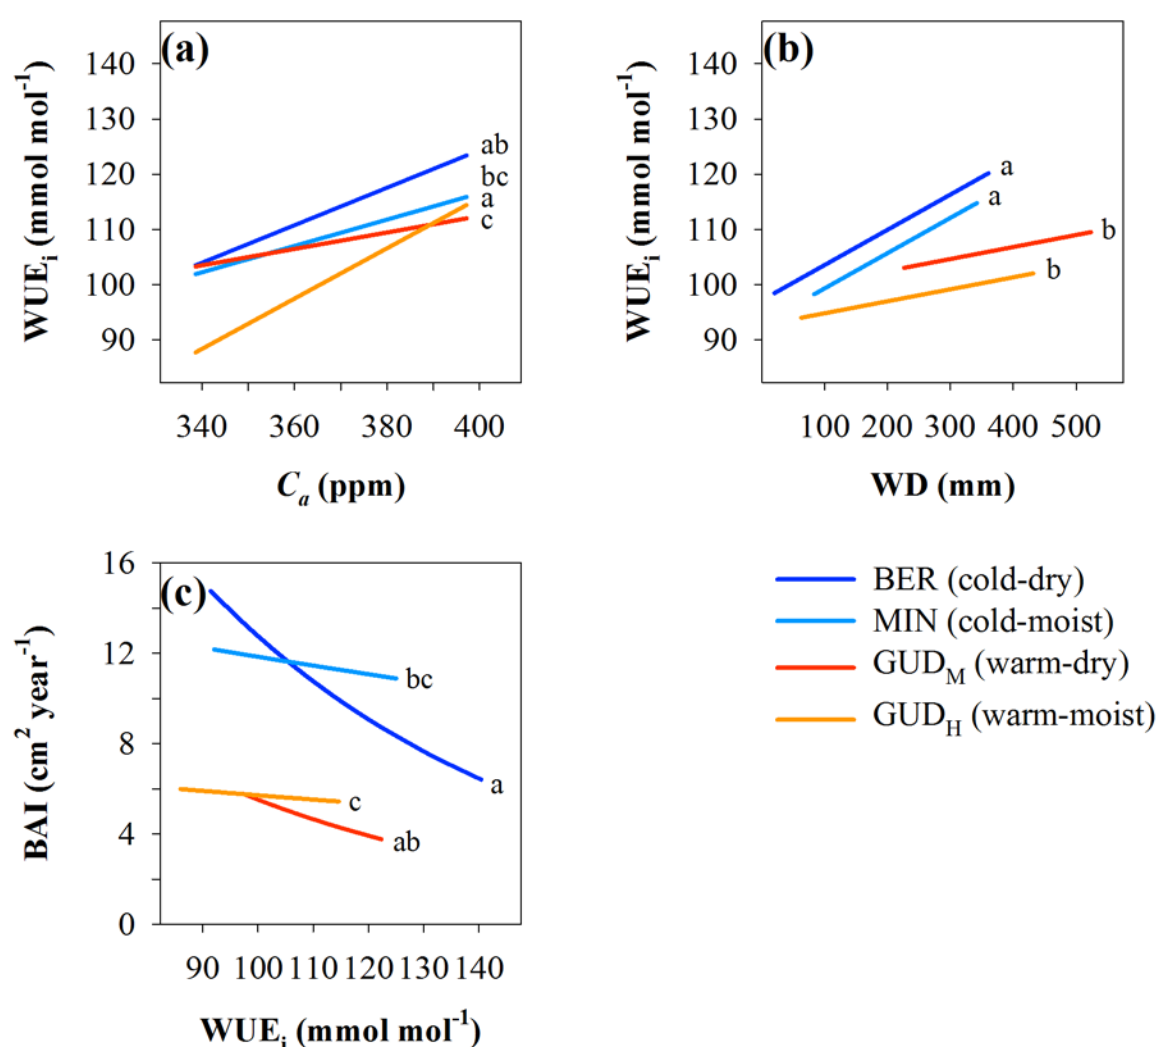 (a)
WUEi (mmol mol-1)
140
130
120
110
100
90
ab
bc
a
c
340 360 380 400
Ca (ppm)
(b)
WUEi (mmol mol-1)
140
130
120
110
100
90
a
a
b
b
100 200 300 400 500
WD (mm)
(c)
BAI (cm2 year-1)
16
12
8
4
0
bc
a
c
ab
90 100 110 120 130 140
WUEi (mmol mol-1)
BER (cold-dry)
MIN (cold-moist)
GUDM (warm-dry)
GUDH (warm-moist)